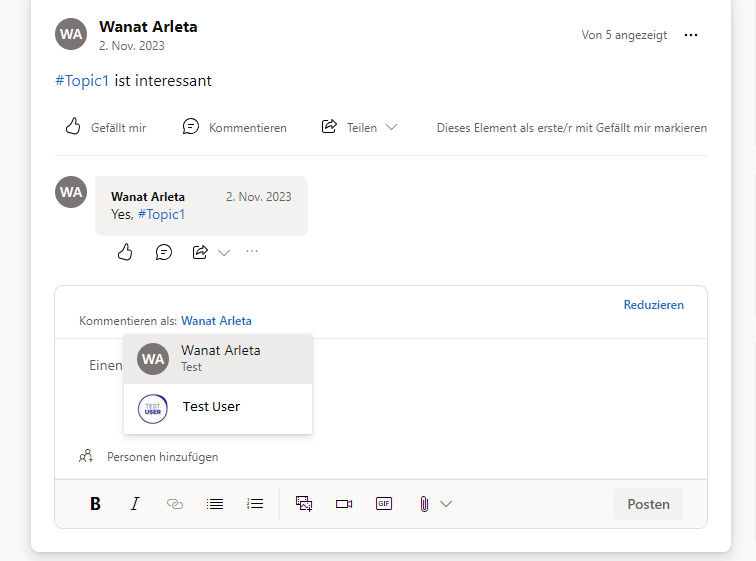 WA
Wanat Arleta
2. Nov. 2023
Von 5 angezeigt
#Topic1 ist interessant
Gefällt mir
Kommentieren
Teilen
Dieses Element als erste/r mit Gefällt mir markieren
WA
Wanat Arleta
2. Nov. 2023
Yes, #Topic1
Reduzieren
Kommentieren als: Wanat Arleta
Einen
WA
Wanat Arleta
Test
TEST
USER
Test User
Personen hinzufügen
B
I
GIF
Posten